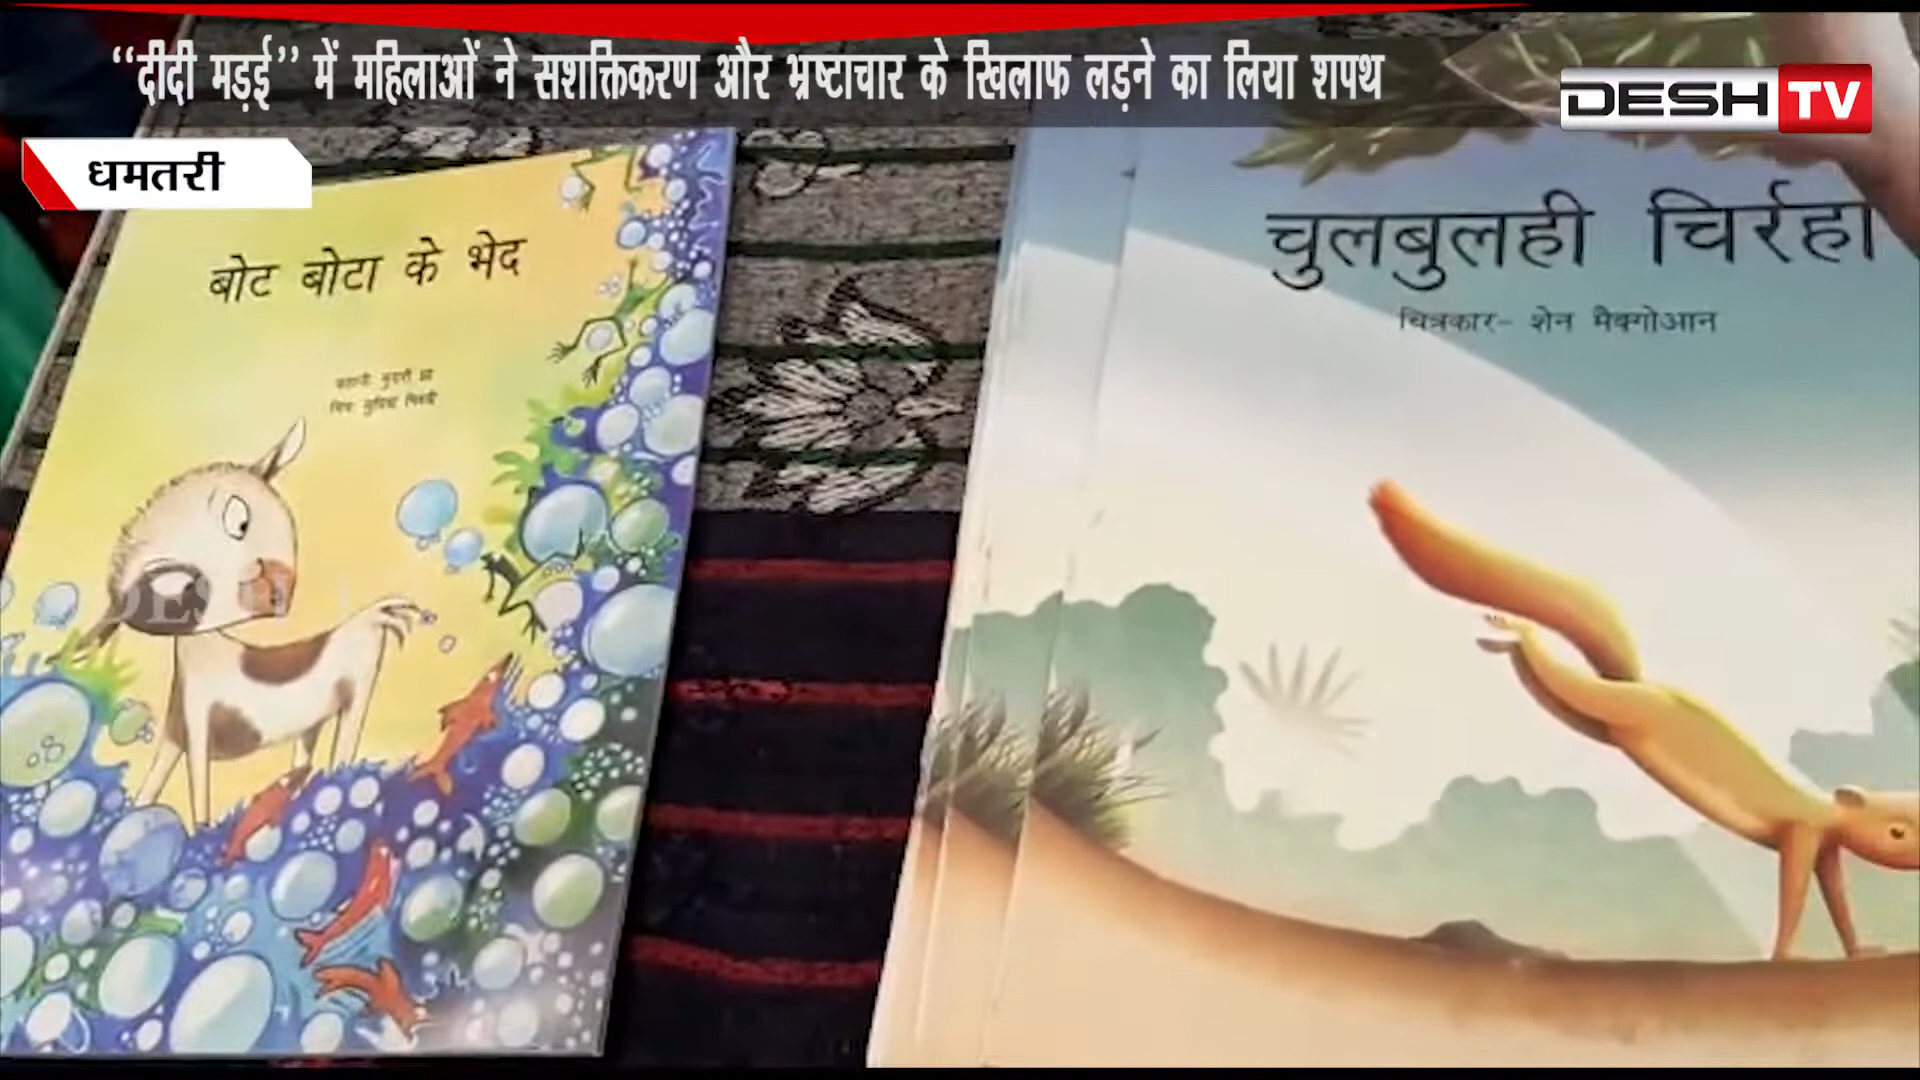 “दीदी मड़ई” में महिलाओं ने सशक्तिकरण और भ्रष्टाचार के खिलाफ लड़ने का लिया शपथ
DESH TV
धमतरी
बोट बोटा के भेद
चुलबुलही चिर्रहा
चित्रकार- शेन मैक्गोआन